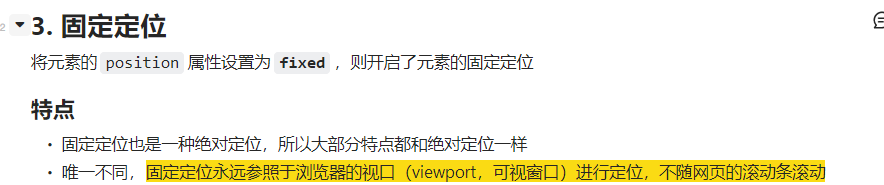 3. 固定定位
将元素的 position 属性设置为 fixed ，则开启了元素的固定定位
特点
• 固定定位也是一种绝对定位，所以大部分特点都和绝对定位一样
• 唯一不同，固定定位永远参照于浏览器的视口（viewport，可视窗口）进行定位，不随网页的滚动条滚动